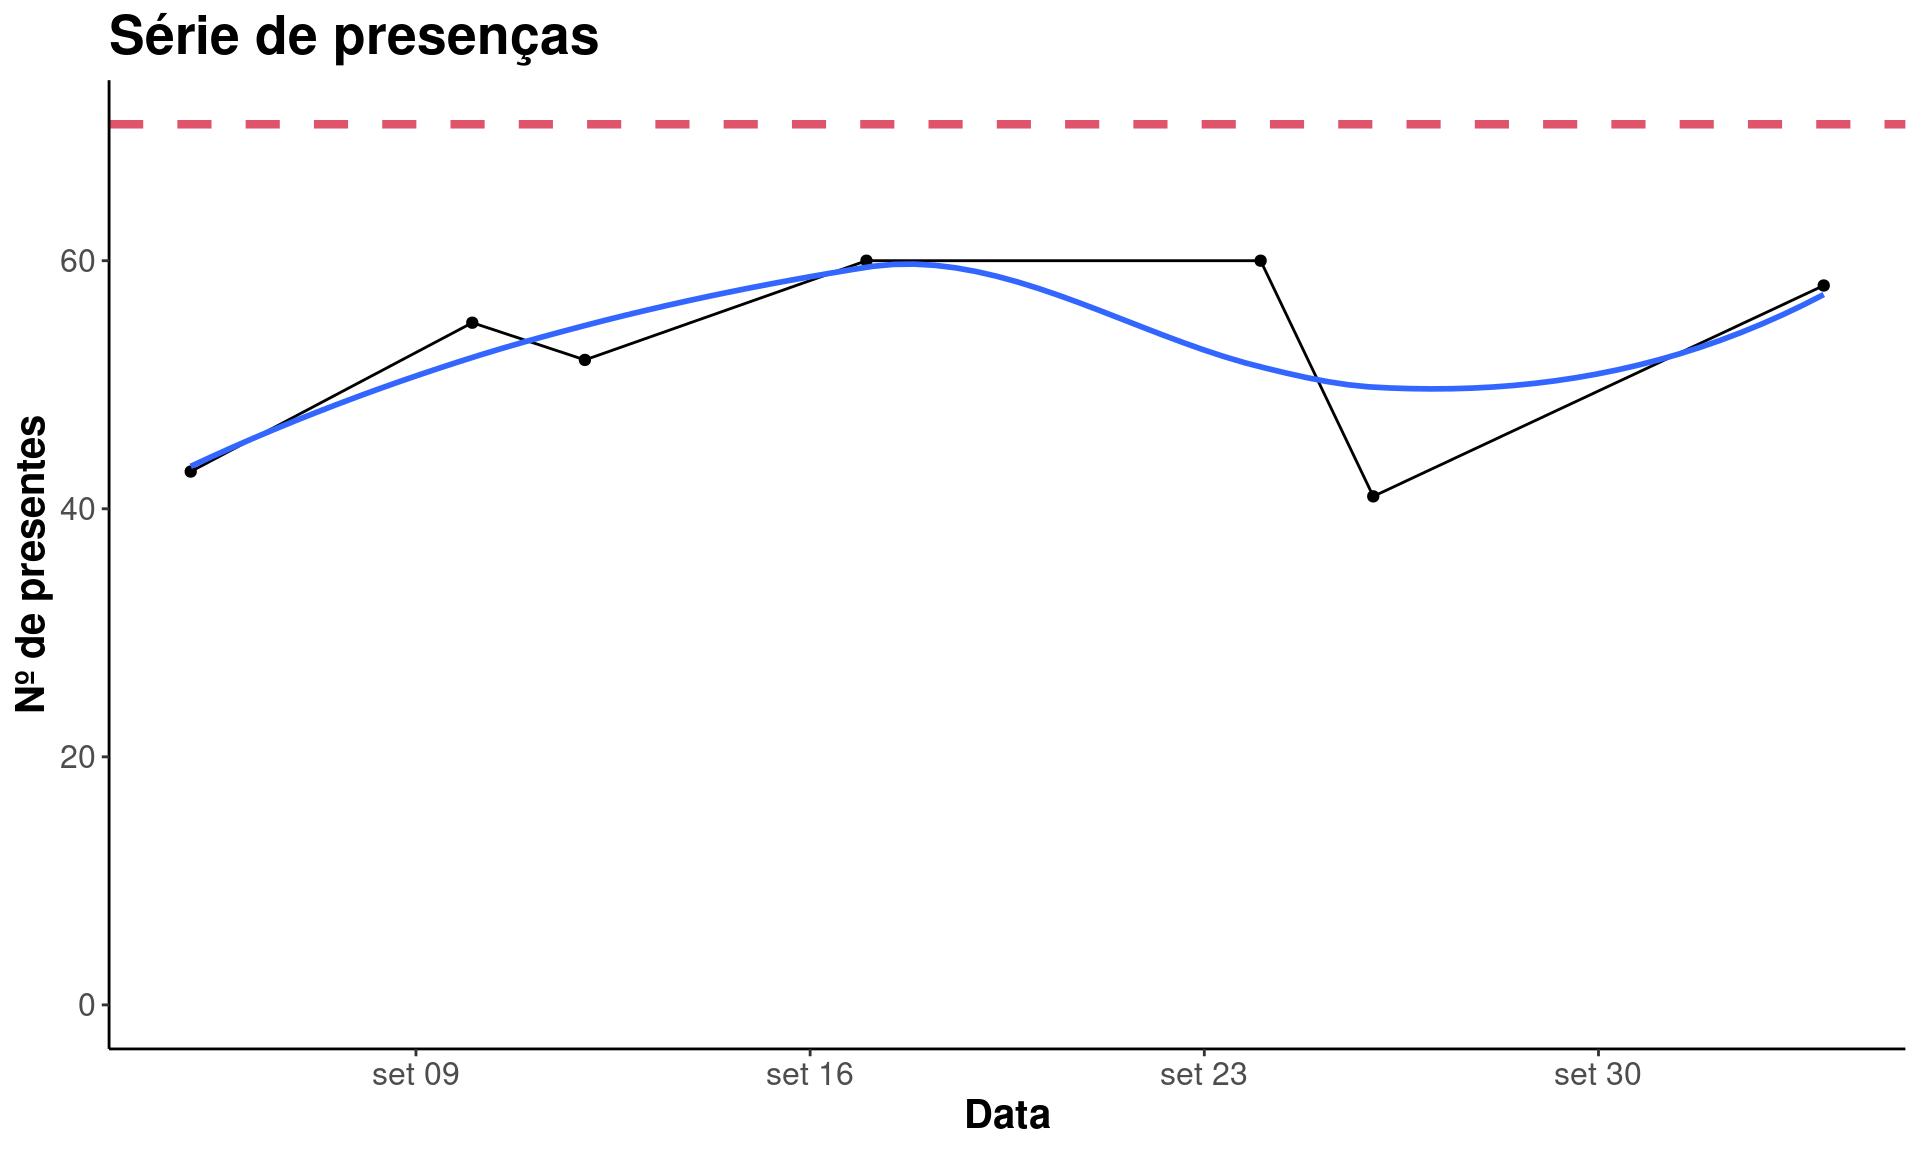 Série de presenças
Nº de presentes
60
40
20
0
set 09
set 16
set 23
set 30
Data